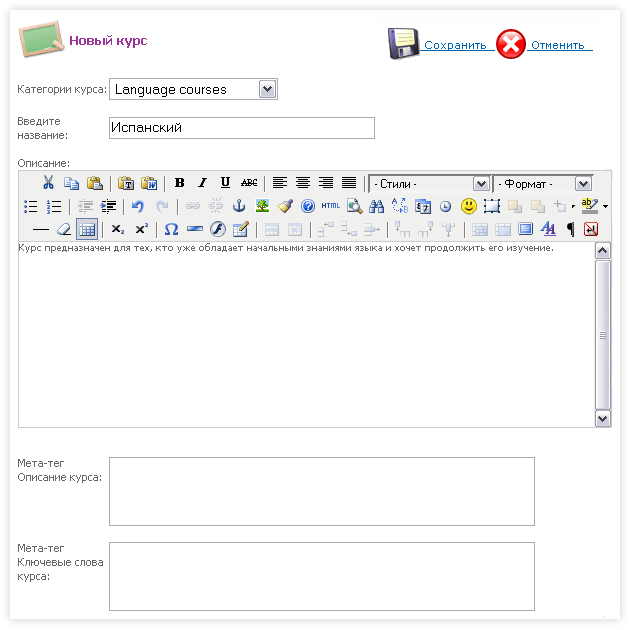 Новый курс
Сохранить Отменить
Категории курса: Language courses
Введите
название: Испанский
Описание:
B I U ABC - Стили - - Формат -
HTML
Курс предназначен для тех, кто уже обладает начальными знаниями языка и хочет продолжить его изучение.
Мета-тег
Описание курса:
Мета-тег
Ключевые слова
курса: